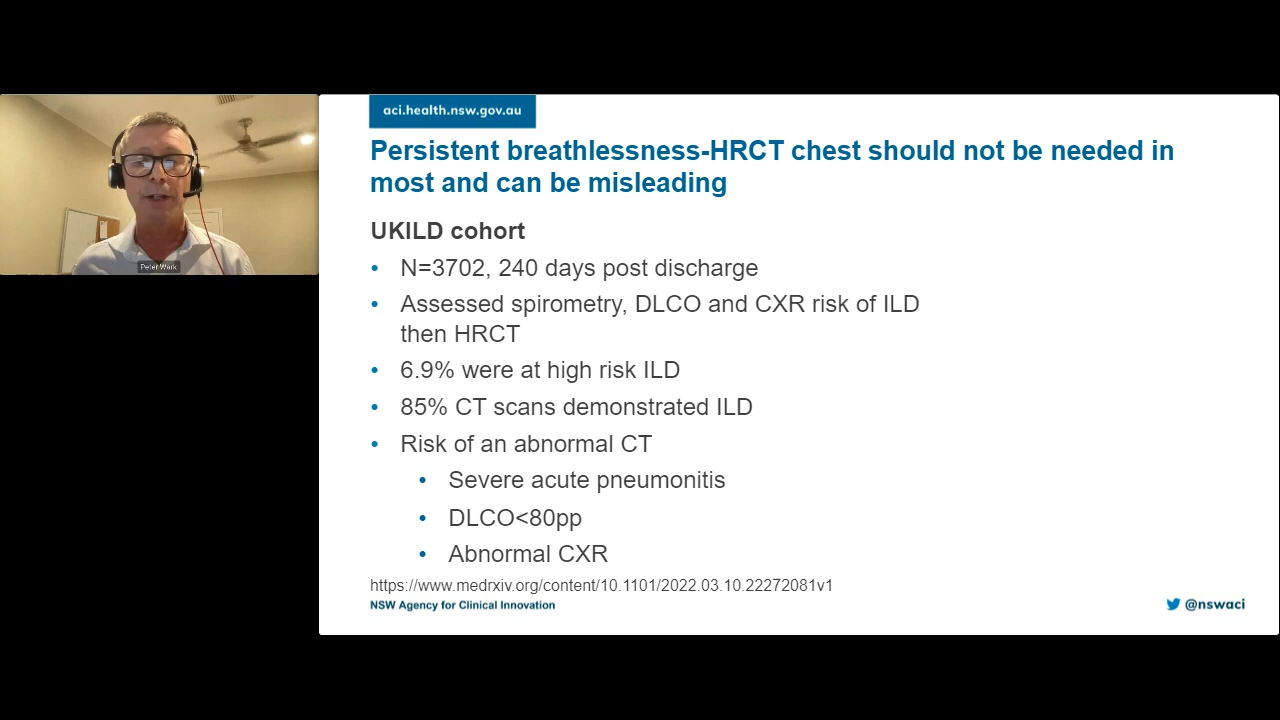 aci.health.nsw.gov.au
Persistent breathlessness-HRCT chest should not be needed in
most and can be misleading
UKILD cohort
• N=3702, 240 days post discharge
• Assessed spirometry, DLCO and CXR risk of ILD
then HRCT
• 6.9% were at high risk ILD
• 85% CT scans demonstrated ILD
• Risk of an abnormal CT
• Severe acute pneumonitis
• DLCO<80pp
• Abnormal CXR
https://www.medrxiv.org/content/10.1101/2022.03.10.22272081v1
NSW Agency for Clinical Innovation
@nswaci
Peter Wark